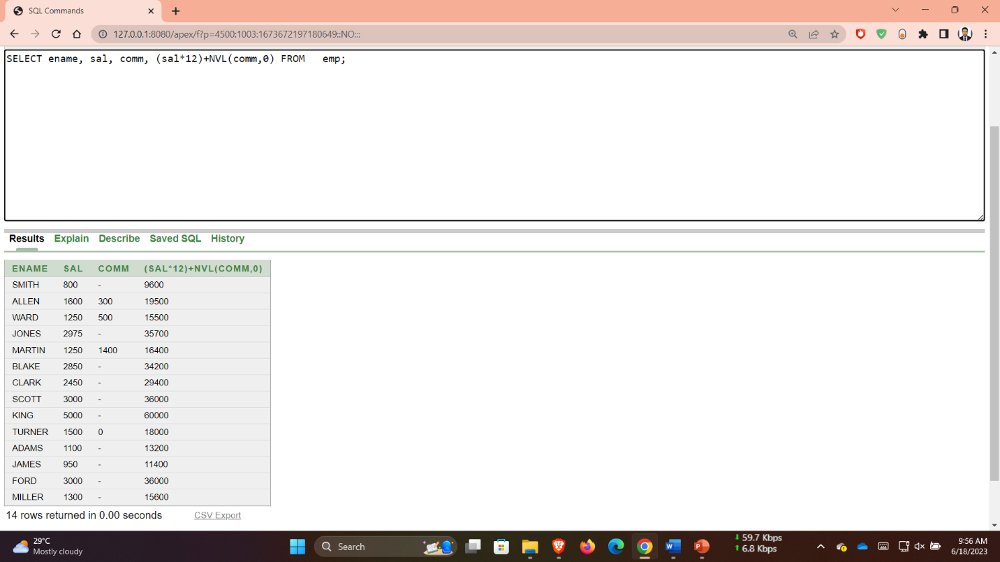 SQL Commands
127.0.0.1:8080/apex/f?p=4500:1003:1673672197180649::NO:::
SELECT ename, sal, comm, (sal*12)+NVL(comm,0) FROM   emp;
Results Explain Describe Saved SQL History
ENAME SAL COMM (SAL*12)+NVL(COMM,0)
SMITH 800 - 9600
ALLEN 1600 300 19500
WARD 1250 500 15500
JONES 2975 - 35700
MARTIN 1250 1400 16400
BLAKE 2850 - 34200
CLARK 2450 - 29400
SCOTT 3000 - 36000
KING 5000 - 60000
TURNER 1500 0 18000
ADAMS 1100 - 13200
JAMES 950 - 11400
FORD 3000 - 36000
MILLER 1300 - 15600
14 rows returned in 0.00 seconds CSV Export
29°C
Mostly cloudy
Search
59.7 Kbps
6.8 Kbps
9:56 AM
6/18/2023